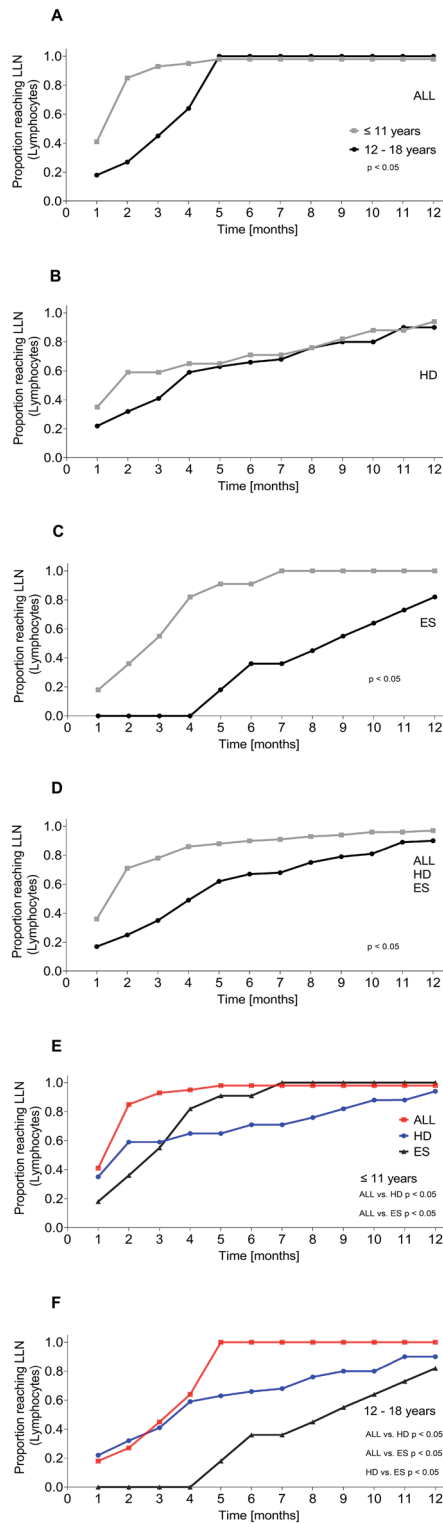 A
Proportion reaching LLN
(Lymphocytes)
1.0
0.8
0.6
0.4
0.2
0.0
ALL
≤ 11 years
12 - 18 years
p < 0.05
0 1 2 3 4 5 6 7 8 9 10 11 12
Time [months]
B
Proportion reaching LLN
(Lymphocytes)
1.0
0.8
0.6
0.4
0.2
0.0
HD
0 1 2 3 4 5 6 7 8 9 10 11 12
Time [months]
C
Proportion reaching LLN
(Lymphocytes)
1.0
0.8
0.6
0.4
0.2
0.0
ES
p < 0.05
0 1 2 3 4 5 6 7 8 9 10 11 12
Time [months]
D
Proportion reaching LLN
(Lymphocytes)
1.0
0.8
0.6
0.4
0.2
0.0
ALL
HD
ES
p < 0.05
0 1 2 3 4 5 6 7 8 9 10 11 12
Time [months]
E
Proportion reaching LLN
(Lymphocytes)
1.0
0.8
0.6
0.4
0.2
0.0
ALL
HD
ES
≤ 11 years
ALL vs. HD p < 0.05
ALL vs. ES p < 0.05
0 1 2 3 4 5 6 7 8 9 10 11 12
Time [months]
F
Proportion reaching LLN
(Lymphocytes)
1.0
0.8
0.6
0.4
0.2
0.0
12 - 18 years
ALL vs. HD p < 0.05
ALL vs. ES p < 0.05
HD vs. ES p < 0.05
0 1 2 3 4 5 6 7 8 9 10 11 12
Time [months]